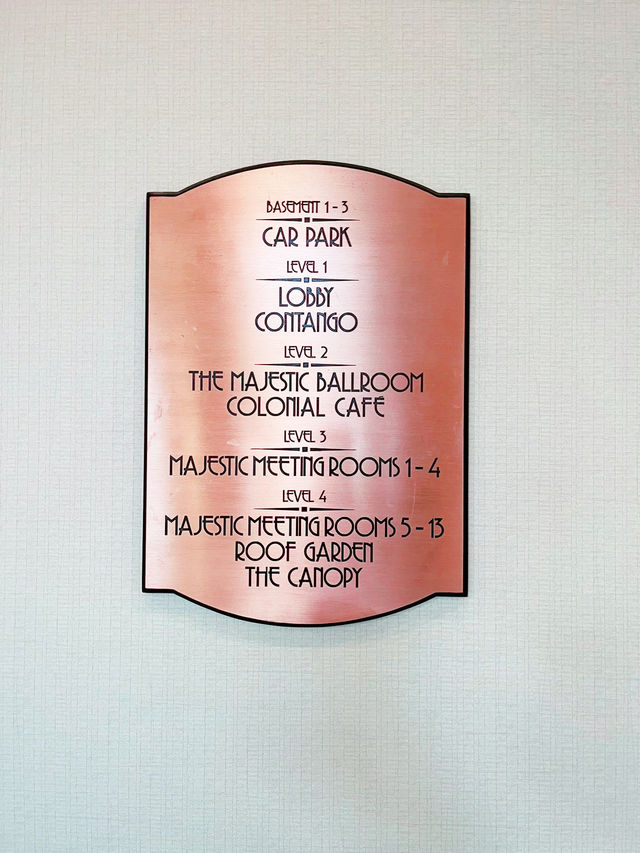 BASEMENT 1 - 3
CAR PARK
LEVEL 1
LOBBY
CONTANGO
LEVEL 2
THE MAJESTIC BALLROOM
COLONIAL CAFÉ
LEVEL 3
MAJESTIC MEETING ROOMS 1 - 4
LEVEL 4
MAJESTIC MEETING ROOMS 5 - 13
ROOF GARDEN
THE CANOPY